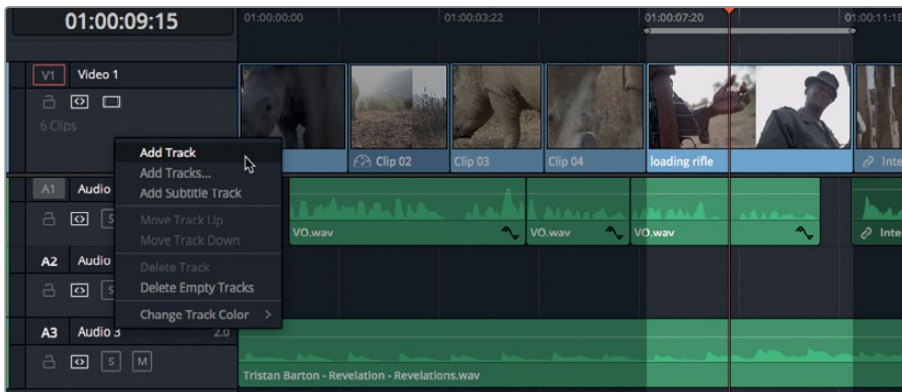 01:00:09:15
01:00:00:00
01:00:03:22
01:00:07:20
01:00:11:18
V1 Video 1
6 Clips
Clip 02
Clip 03
Clip 04
loading rifle
Inte
Add Track
Add Tracks...
Add Subtitle Track
Move Track Up
Move Track Down
Delete Track
Delete Empty Tracks
Change Track Color >
A1 Audio
S
VO.wav
VO.wav
VO.wav
Inte
A2 Audio
S
A3 Audio 3 2.0
S M
Tristan Barton - Revelation - Revelations.wav